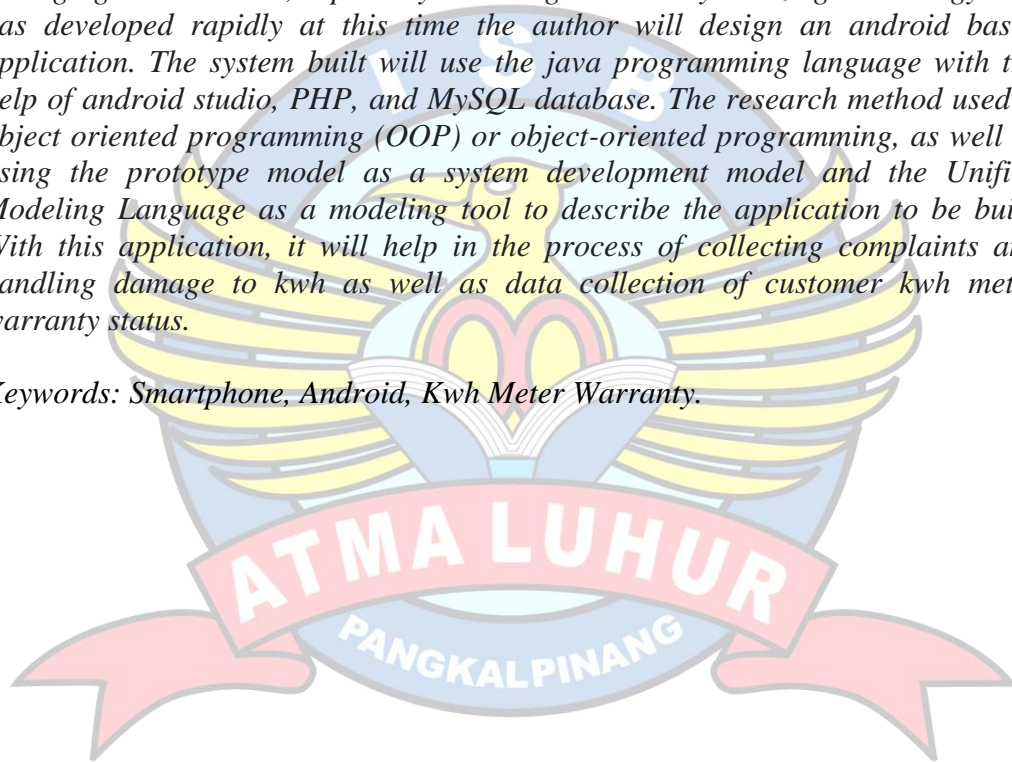 as developed rapidly at this time the author will design an android bas
pplication. The system built will use the java programming language with t
elp of android studio, PHP, and MySQL database. The research method used
bject oriented programming (OOP) or object-oriented programming, as well
sing the prototype model as a system development model and the Unifi
Modeling Language as a modeling tool to describe the application to be bui
With this application, it will help in the process of collecting complaints a
andling damage to kwh as well as data collection of customer kwh met
arranty status.
Keywords: Smartphone, Android, Kwh Meter Warranty.
I S B
ATMA LUHUR
PANGKALPINANG